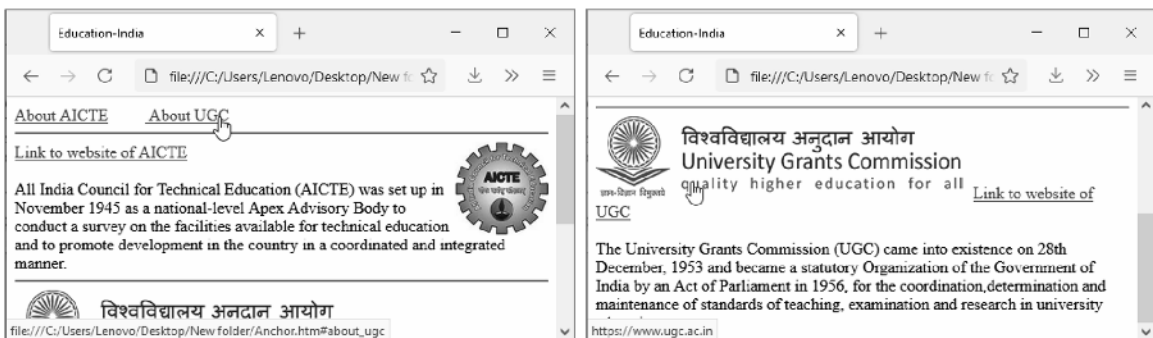 Education-India
file:///C:/Users/Lenovo/Desktop/New fo
About AICTE About UGC
Link to website of AICTE
AICTE
All India Council for Technical Education (AICTE) was set up in
November 1945 as a national-level Apex Advisory Body to
conduct a survey on the facilities available for technical education
and to promote development in the country in a coordinated and integrated
manner.
विश्वविद्यालय अनुदान आयोग
file:///C:/Users/Lenovo/Desktop/New folder/Anchor.htm#about_ugc
Education-India
file:///C:/Users/Lenovo/Desktop/New fo
विश्वविद्यालय अनुदान आयोग
University Grants Commission
quality higher education for all
ज्ञान-विज्ञान विमुक्तये
Link to website of
UGC
The University Grants Commission (UGC) came into existence on 28th
December, 1953 and became a statutory Organization of the Government of
India by an Act of Parliament in 1956, for the coordination,determination and
maintenance of standards of teaching, examination and research in university
https://www.ugc.ac.in